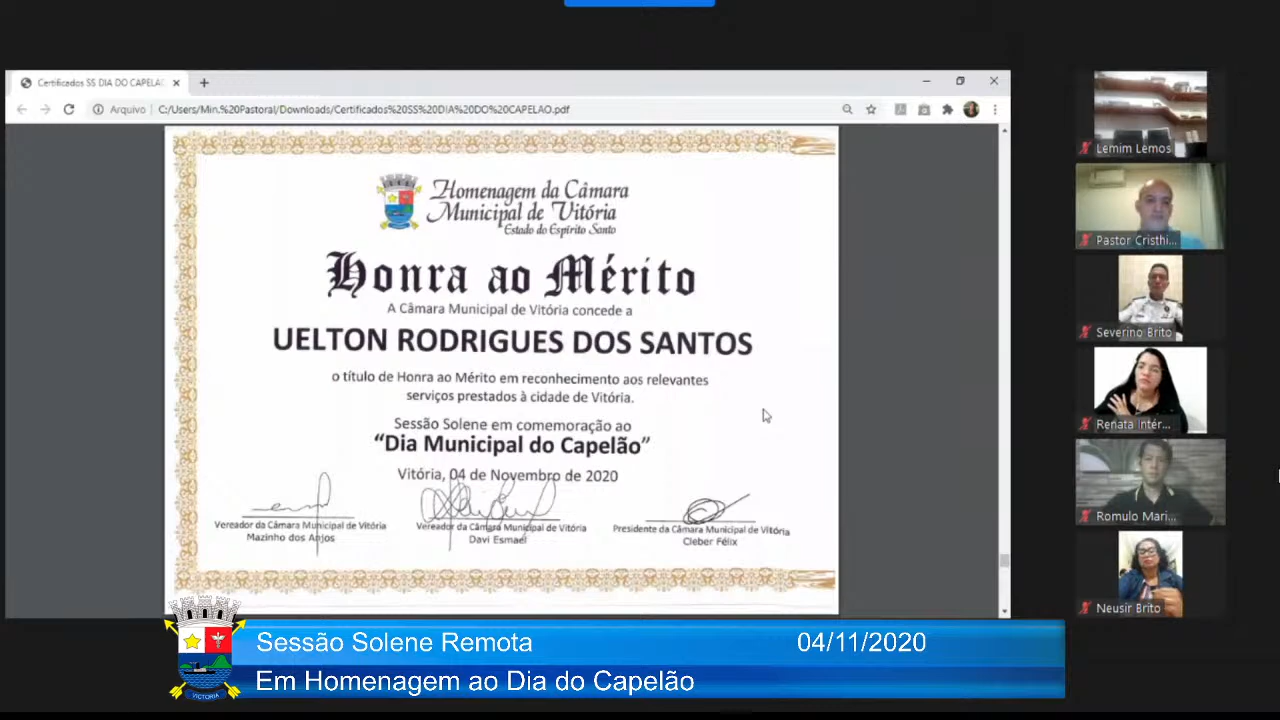 Certificados SS DIA DO CAPELA
Arquivo
C:/Users/Min.%20Pastoral/Downloads/Certificados%20SS%20DIA%20DO%20CAPELAO.pdf
Homenagem da Câmara
Municipal de Vitória
Estado do Espírito Santo
Honra ao Mérito
A Câmara Municipal de Vitória concede a
UELTON RODRIGUES DOS SANTOS
o título de Honra ao Mérito em reconhecimento aos relevantes
serviços prestados à cidade de Vitória.
Sessão Solene em comemoração ao
“Dia Municipal do Capelão”
Vitória, 04 de Novembro de 2020
Vereador da Câmara Municipal de Vitória
Mazinho dos Anjos
Vereador da Câmara Municipal de Vitória
Davi Esmael
Presidente da Câmara Municipal de Vitória
Cleber Félix
Lemim Lemos
Pastor Cristhi...
Severino Brito
Renata Intér...
Romulo Mari...
Neusir Brito
Sessão Solene Remota 04/11/2020
Em Homenagem ao Dia do Capelão
VICTORIA